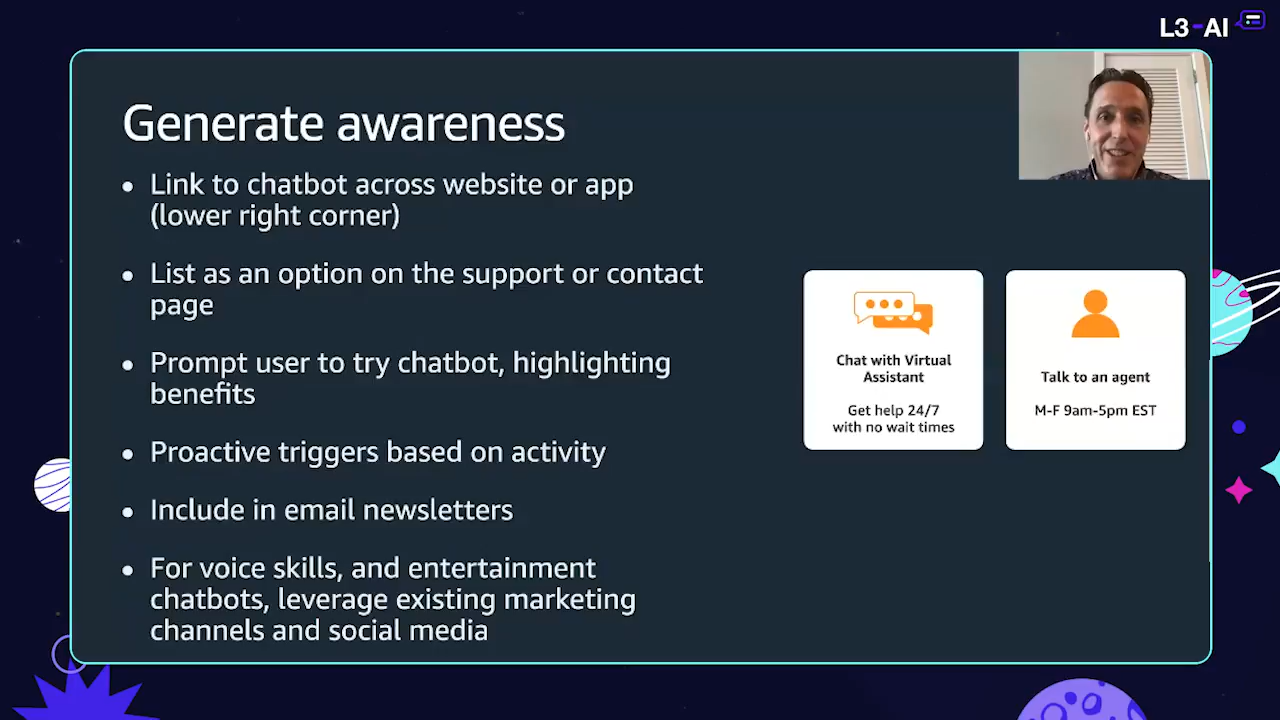 L3-AI
Generate awareness
• Link to chatbot across website or app
(lower right corner)
• List as an option on the support or contact
page
• Prompt user to try chatbot, highlighting
benefits
• Proactive triggers based on activity
• Include in email newsletters
• For voice skills, and entertainment
chatbots, leverage existing marketing
channels and social media
Chat with Virtual
Assistant
Get help 24/7
with no wait times
Talk to an agent
M-F 9am-5pm EST